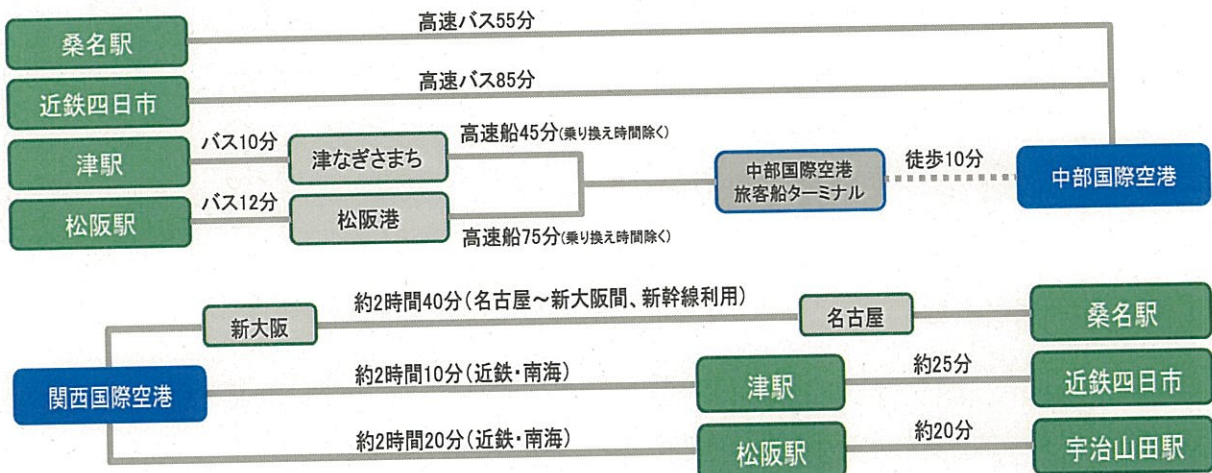 高速バス55分
桑名駅
高速バス85分
近鉄四日市
バス10分
高速船45分(乗り換え時間除く)
津駅
津なぎさまち
中部国際空港
旅客船ターミナル
徒歩10分
中部国際空港
バス12分
松阪駅
松阪港
高速船75分(乗り換え時間除く)
約2時間40分(名古屋~新大阪間、新幹線利用)
新大阪
名古屋
桑名駅
関西国際空港
約2時間10分(近鉄・南海)
津駅
約25分
近鉄四日市
約2時間20分(近鉄・南海)
松阪駅
約20分
宇治山田駅